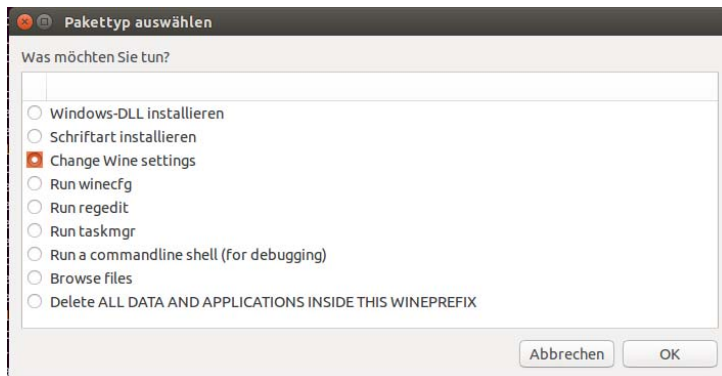 Pakettyp auswählen
Was möchten Sie tun?
Windows-DLL installieren
Schriftart installieren
Change Wine settings
Run winecfg
Run regedit
Run taskmgr
Run a commandline shell (for debugging)
Browse files
Delete ALL DATA AND APPLICATIONS INSIDE THIS WINEPREFIX
Abbrechen OK